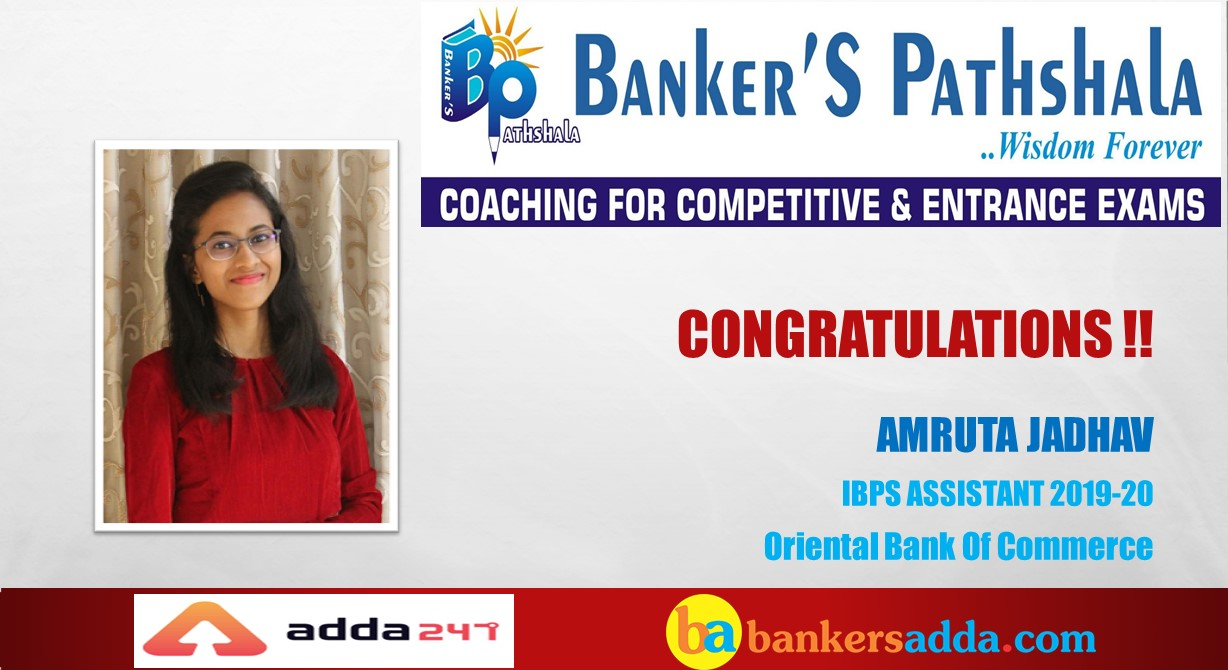 BANKER'S
BP
ATHSHALA
BANKER'S PATHSHALA
..Wisdom Forever
COACHING FOR COMPETITIVE & ENTRANCE EXAMS
CONGRATULATIONS !!
AMRUTA JADHAV
IBPS ASSISTANT 2019-20
Oriental Bank Of Commerce
adda247
ba bankersadda.com